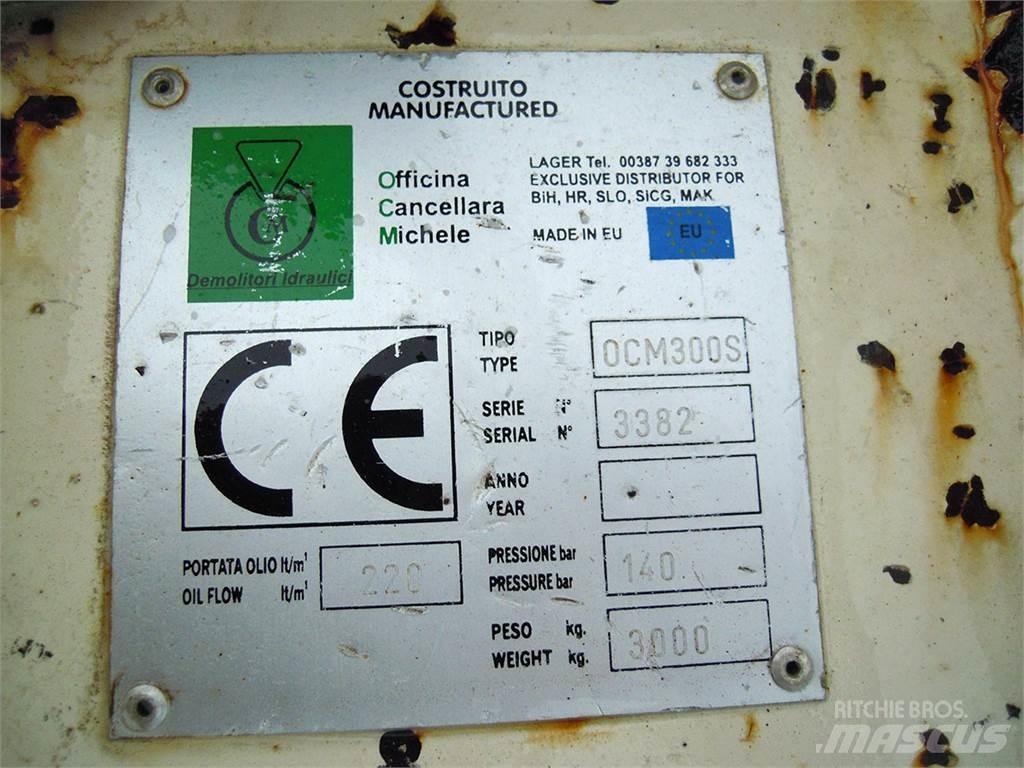 COSTRUITO
MANUFACTURED
Demolitori Idraulici
Officina
Cancellara
Michele
LAGER Tel. 00387 39 682 333
EXCLUSIVE DISTRIBUTOR FOR
BiH, HR, SLO, SiCG, MAK
MADE IN EU
EU
CE
TIPO
TYPE
OCM300S
SERIE N°
SERIAL N°
3382
ANNO
YEAR
PORTATA OLIO lt/m¹
OIL FLOW lt/m¹
220
PRESSIONE bar
PRESSURE bar
140
PESO kg.
WEIGHT kg.
3000
RITCHIE BROS.
MASCUS